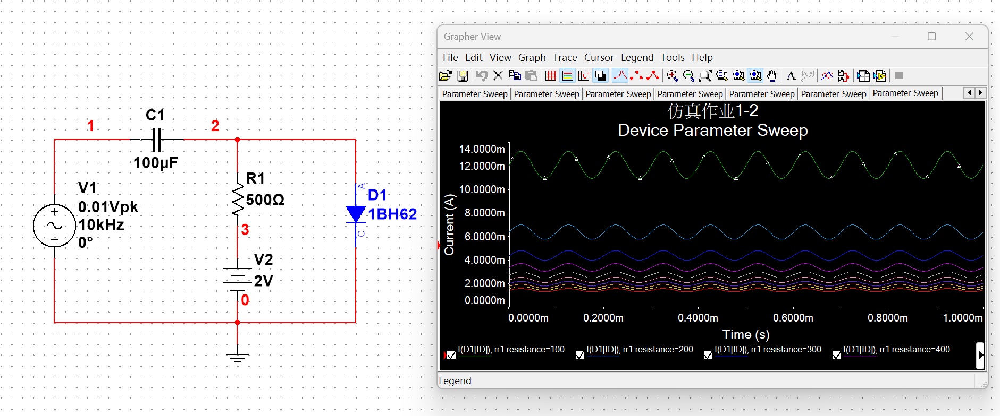 C1
1
2
100µF
R1
500Ω
V1
0.01Vpk
10kHz
0°
A
D1
1BH62
C
3
V2
2V
0
Grapher View
File Edit View Graph Trace Cursor Legend Tools Help
Parameter Sweep Parameter Sweep Parameter Sweep Parameter Sweep Parameter Sweep Parameter Sweep Parameter Sweep
仿真作业1-2
Device Parameter Sweep
Current (A)
14.0000m
12.0000m
10.0000m
8.0000m
6.0000m
4.0000m
2.0000m
0.0000m
0.0000m 0.2000m 0.4000m 0.6000m 0.8000m 1.0000m
Time (s)
I(D1[ID]), rr1 resistance=100 I(D1[ID]), rr1 resistance=200 I(D1[ID]), rr1 resistance=300 I(D1[ID]), rr1 resistance=400
Legend